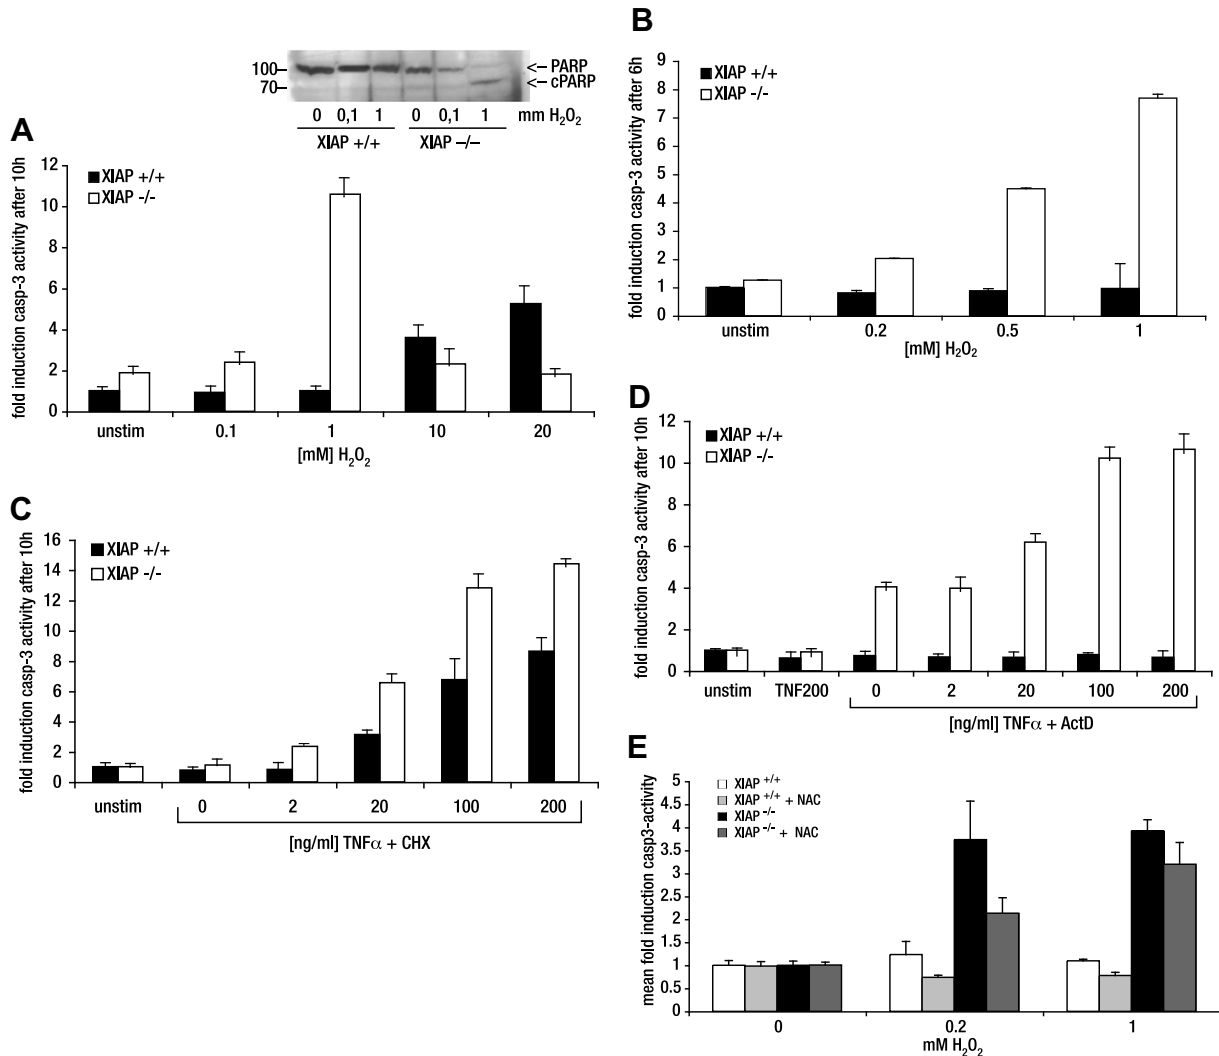 100
70
<– PARP
<– cPARP
0 0,1 1 0 0,1 1 mm H₂O₂
XIAP +/+ XIAP –/–
A
XIAP +/+
XIAP -/-
fold induction casp-3 activity after 10h
12
10
8
6
4
2
0
unstim 0.1 1 10 20
[mM] H₂O₂
B
XIAP +/+
XIAP -/-
fold induction casp-3 activity after 6h
9
8
7
6
5
4
3
2
1
0
unstim 0.2 0.5 1
[mM] H₂O₂
C
XIAP +/+
XIAP -/-
fold induction casp-3 activity after 10h
16
14
12
10
8
6
4
2
0
unstim 0 2 20 100 200
[ng/ml] TNFα + CHX
D
XIAP +/+
XIAP -/-
fold induction casp-3 activity after 10h
12
10
8
6
4
2
0
unstim TNF200 0 2 20 100 200
[ng/ml] TNFα + ActD
E
XIAP +/+
XIAP +/+ + NAC
XIAP -/-
XIAP -/- + NAC
mean fold induction casp3-activity
5
4.5
4
3.5
3
2.5
2
1.5
1
0.5
0
0 0.2 1
mM H₂O₂